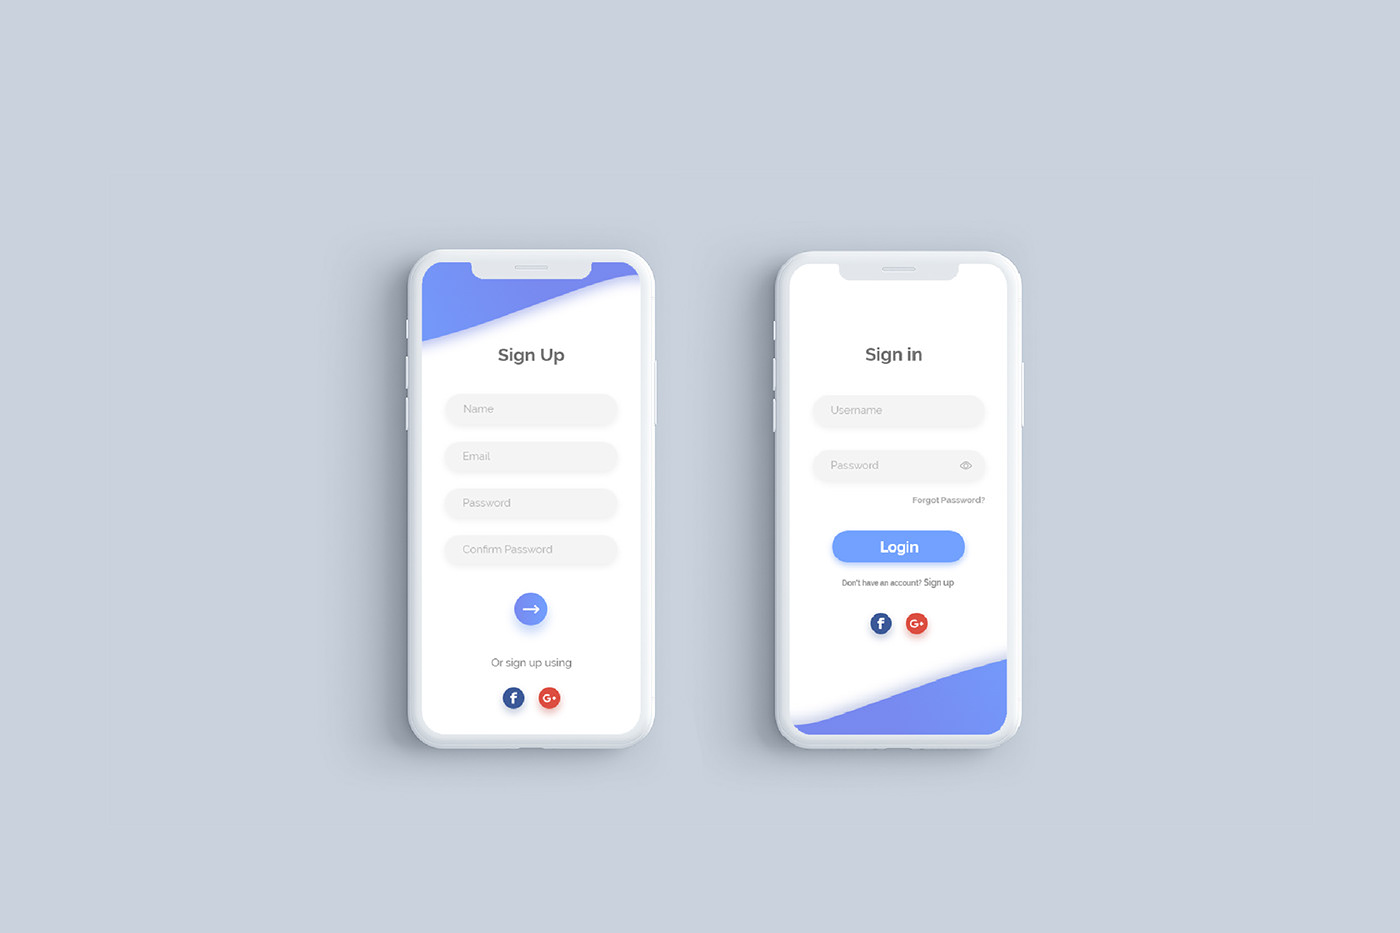 Sign Up
Name
Email
Password
Confirm Password
Or sign up using
f
G+
Sign in
Username
Password
Forgot Password?
Login
Don't have an account? Sign up
f
G+